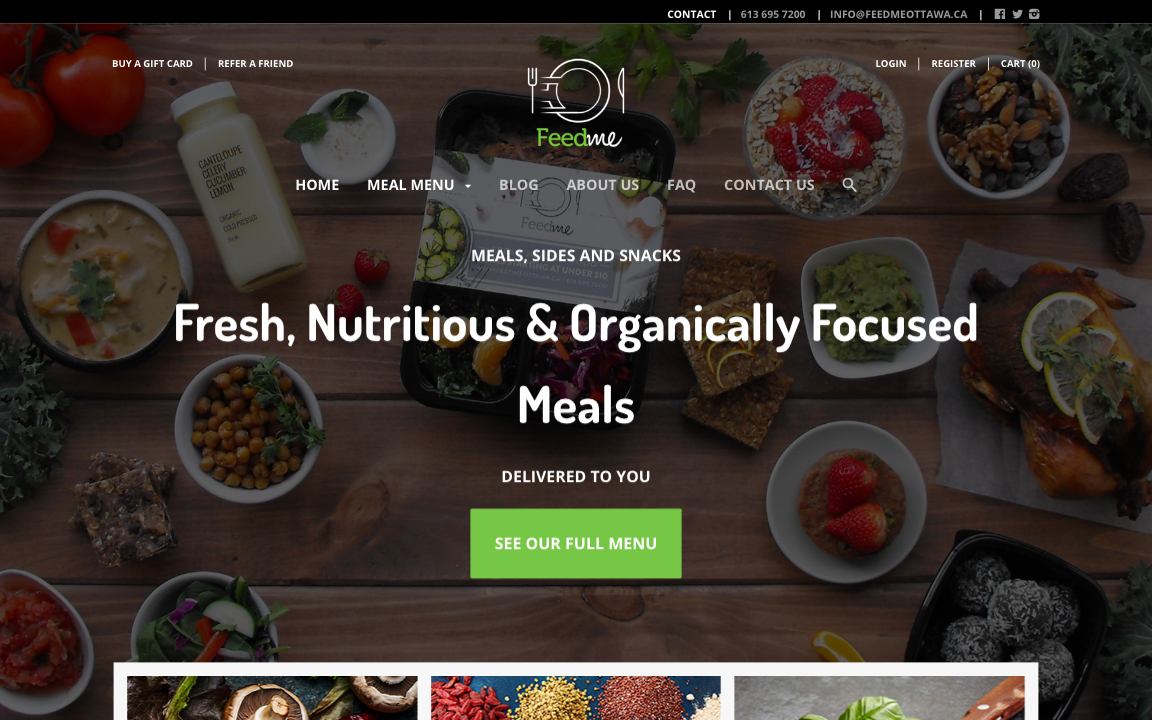 CONTACT | 613 695 7200 | INFO@FEEDMEOTTAWA.CA |
BUY A GIFT CARD | REFER A FRIEND
LOGIN | REGISTER | CART (0)
Feedme
HOME MEAL MENU BLOG ABOUT US FAQ CONTACT US
CANTELOUPE
CELERY
CUCUMBER
LEMON
ORGANIC
COLD PRESSED
Feedme
MEALS, SIDES AND SNACKS
Fresh, Nutritious & Organically Focused
Meals
DELIVERED TO YOU
SEE OUR FULL MENU